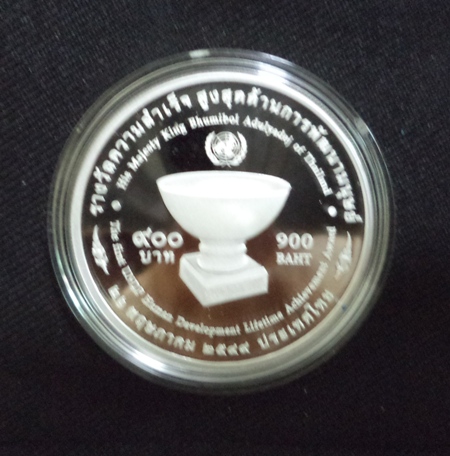 รางวัลความสำเร็จ สูงสุดด้านการพัฒนามนุษย์
His Majesty King Bhumibol Adulyadej of Thailand
๙๐๐
บาท
900
BAHT
The first UNDP Human Development Lifetime Achievement Award
๒๖ พฤษภาคม ๒๕๔๙ ประเทศไทย